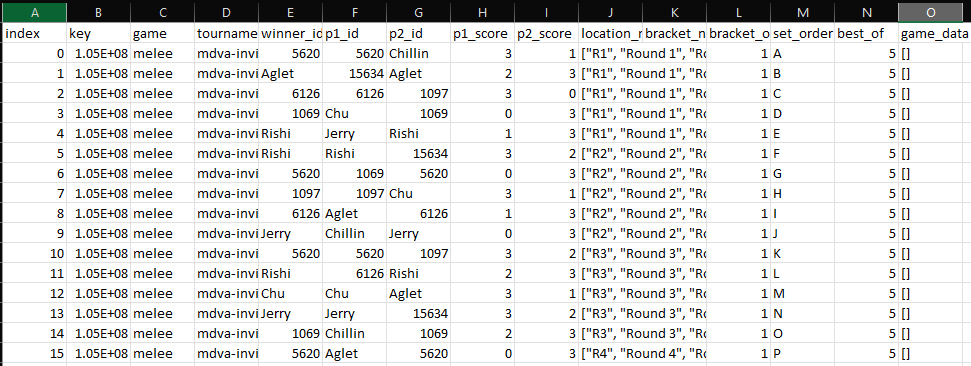 A B C D E F G H I J K L M N O
index key game tourname winner_id p1_id p2_id p1_score p2_score location_r bracket_n bracket_o set_order best_of game_data
0 1.05E+08 melee mdva-invi 5620 5620 Chillin 3 1 ["R1", "Round 1", "Ro 1 A 5 []
1 1.05E+08 melee mdva-invi Aglet 15634 Aglet 2 3 ["R1", "Round 1", "Ro 1 B 5 []
2 1.05E+08 melee mdva-invi 6126 6126 1097 3 0 ["R1", "Round 1", "Ro 1 C 5 []
3 1.05E+08 melee mdva-invi 1069 Chu 1069 0 3 ["R1", "Round 1", "Ro 1 D 5 []
4 1.05E+08 melee mdva-invi Rishi Jerry Rishi 1 3 ["R1", "Round 1", "Ro 1 E 5 []
5 1.05E+08 melee mdva-invi Rishi Rishi 15634 3 2 ["R2", "Round 2", "Ro 1 F 5 []
6 1.05E+08 melee mdva-invi 5620 1069 5620 0 3 ["R2", "Round 2", "Ro 1 G 5 []
7 1.05E+08 melee mdva-invi 1097 1097 Chu 3 1 ["R2", "Round 2", "Ro 1 H 5 []
8 1.05E+08 melee mdva-invi 6126 Aglet 6126 1 3 ["R2", "Round 2", "Ro 1 I 5 []
9 1.05E+08 melee mdva-invi Jerry Chillin Jerry 0 3 ["R2", "Round 2", "Ro 1 J 5 []
10 1.05E+08 melee mdva-invi 5620 5620 1097 3 2 ["R3", "Round 3", "Ro 1 K 5 []
11 1.05E+08 melee mdva-invi Rishi 6126 Rishi 2 3 ["R3", "Round 3", "Ro 1 L 5 []
12 1.05E+08 melee mdva-invi Chu Chu Aglet 3 1 ["R3", "Round 3", "Ro 1 M 5 []
13 1.05E+08 melee mdva-invi Jerry Jerry 15634 3 2 ["R3", "Round 3", "Ro 1 N 5 []
14 1.05E+08 melee mdva-invi 1069 Chillin 1069 2 3 ["R3", "Round 3", "Ro 1 O 5 []
15 1.05E+08 melee mdva-invi 5620 Aglet 5620 0 3 ["R4", "Round 4", "Ro 1 P 5 []